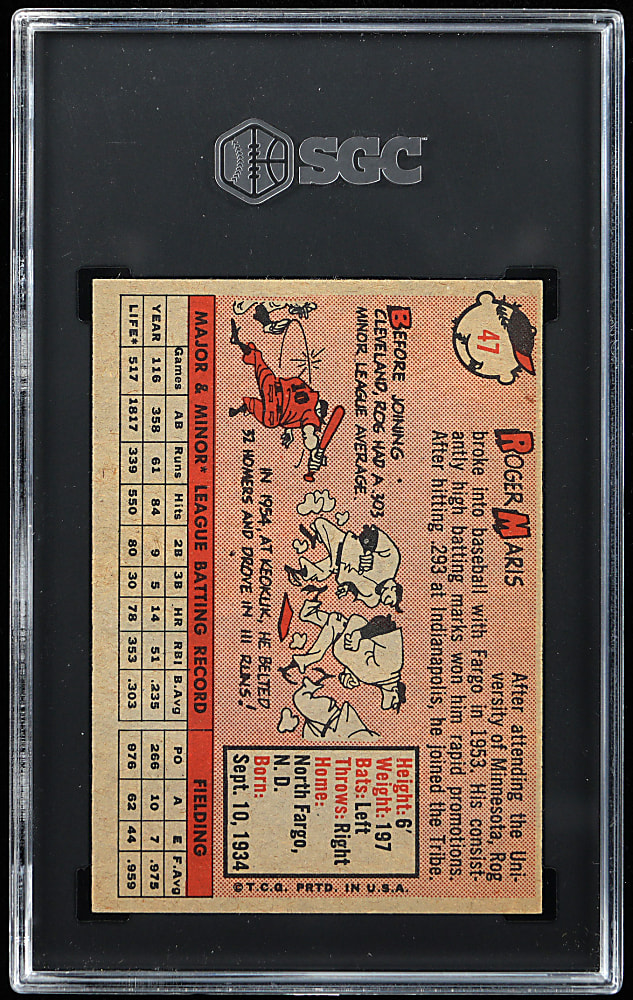 SGC
47
ROGER MARIS
After attending the Uni-
versity of Minnesota, Rog
broke into baseball with Fargo in 1953. His consist-
antly high batting marks won him rapid promotions.
After hitting .293 at Indianapolis, he joined the Tribe.
BEFORE JOINING
CLEVELAND, ROG HAD A .303
MINOR LEAGUE AVERAGE.
10
IN 1954, AT KEOKUK, HE BELTED
32 HOMERS AND DROVE IN 111 RUNS!
Height: 6'
Weight: 197
Bats: Left
Throws: Right
Home:
North Fargo,
N. D.
Born:
Sept. 10, 1934
©T.C.G. PRTD. IN U.S.A.
MAJOR & MINOR* LEAGUE BATTING RECORD FIELDING
Games AB Runs Hits 2B 3B HR RBI B.Avg PO A E F.Avg
YEAR 116 358 61 84 9 5 14 51 .235 266 10 7 .975
LIFE* 517 1817 339 550 80 30 78 353 .303 976 62 44 .959